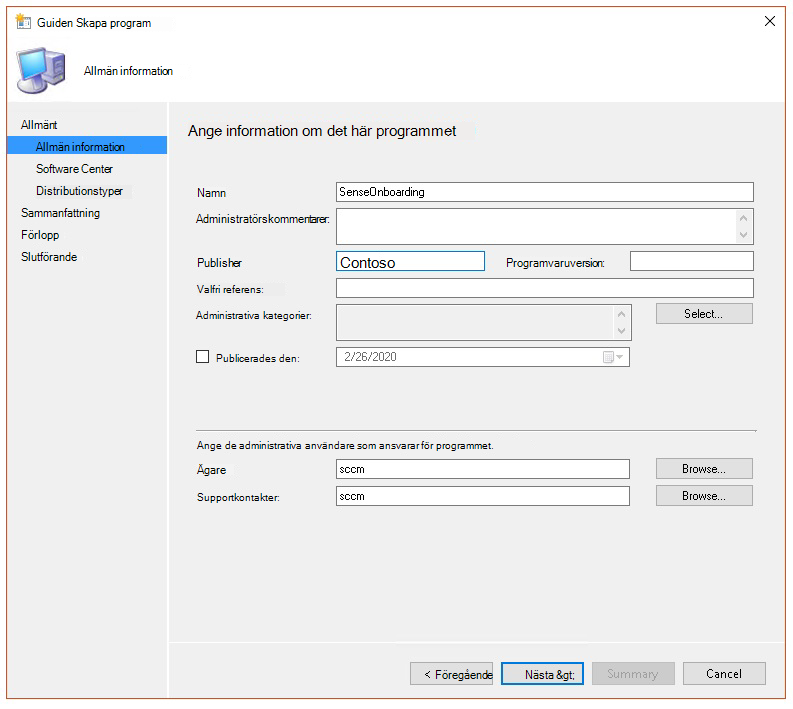 Guiden Skapa program
Allmän information
Allmänt
Allmän information
Software Center
Distributionstyper
Sammanfattning
Förlopp
Slutförande
Ange information om det här programmet
Namn
SenseOnboarding
Administratörskommentarer:
Publisher
Contoso
Programvaruversion:
Valfri referens:
Administrativa kategorier:
Select...
Publicerades den:
2/26/2020
Ange de administrativa användare som ansvarar för programmet.
Ägare
sccm
Browse...
Supportkontakter:
sccm
Browse...
< Föregående
Nästa &gt;
Summary
Cancel